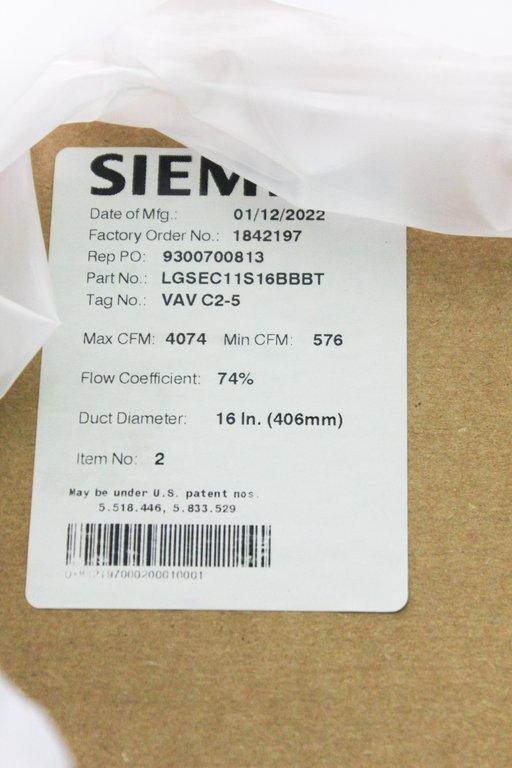 SIEM
Date of Mfg.: 01/12/2022
Factory Order No.: 1842197
Rep PO: 9300700813
Part No.: LGSEC11S16BBBT
Tag No.: VAV C2-5
Max CFM: 4074 Min CFM: 576
Flow Coefficient: 74%
Duct Diameter: 16 In. (406mm)
Item No: 2
May be under U.S. patent nos.
5.518.446, 5.833.529